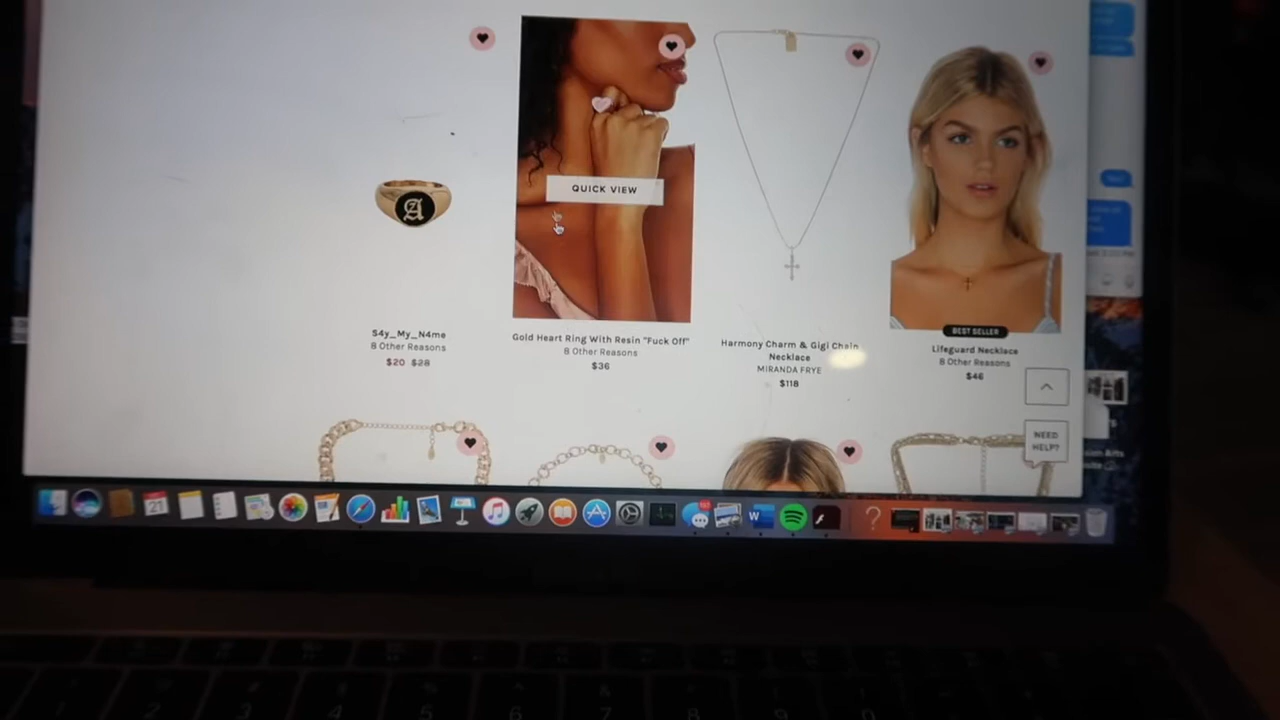 QUICK VIEW
A
S4y_My_N4me
8 Other Reasons
$20 $28
Gold Heart Ring With Resin "Fuck Off"
8 Other Reasons
$36
Harmony Charm & Gigi Chain
Necklace
MIRANDA FRYE
$118
BEST SELLER
Lifeguard Necklace
8 Other Reasons
$46
NEED
HELP?
21
W